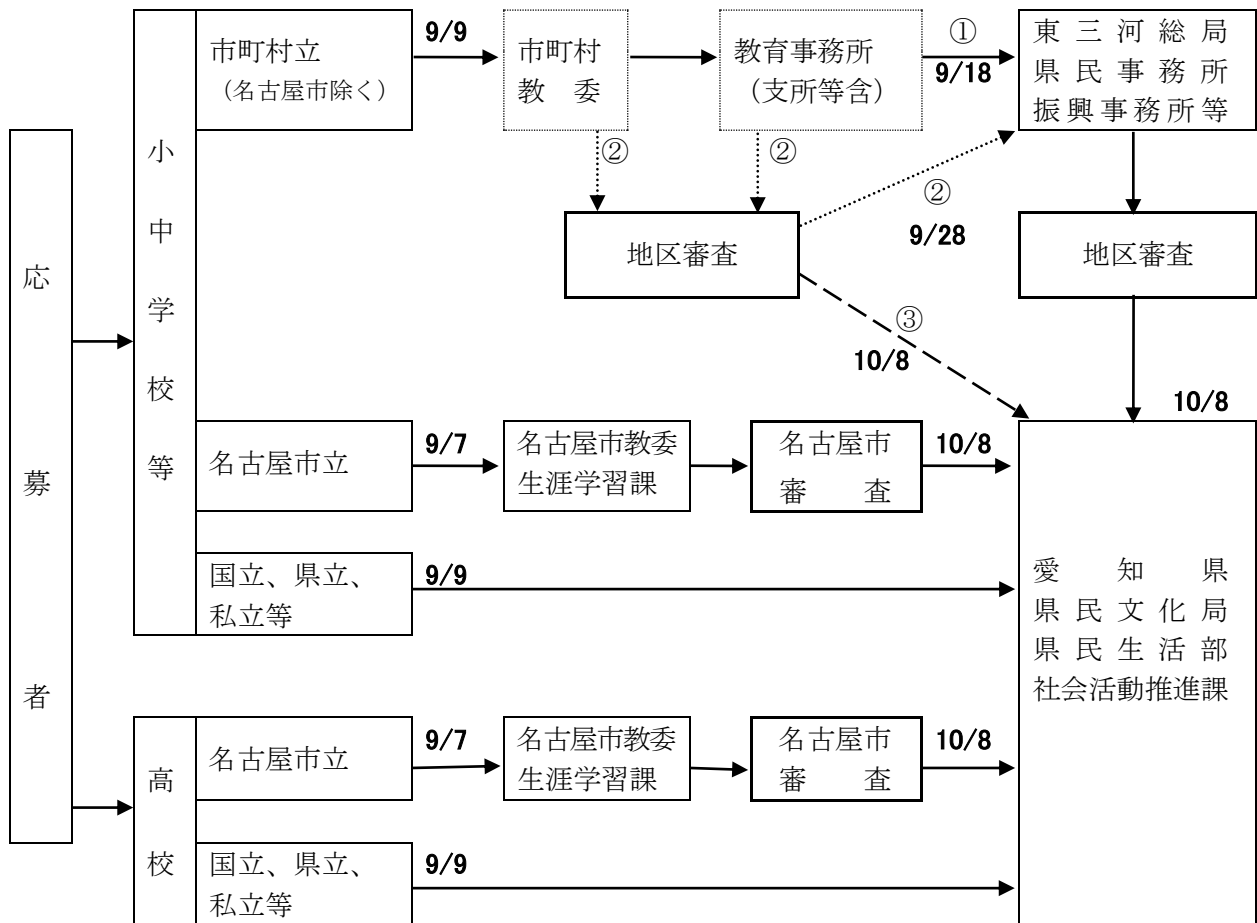 応募者
小中学校等
市町村立
（名古屋市除く）
9/9
市町村
教委
教育事務所
（支所等含）
①
9/18
東三河総局
県民事務所
振興事務所等
②
②
地区審査
②
9/28
地区審査
③
10/8
10/8
名古屋市立
9/7
名古屋市教委
生涯学習課
名古屋市
審査
10/8
国立、県立、
私立等
9/9
愛知県
県民文化局
県民生活部
社会活動推進課
高校
名古屋市立
9/7
名古屋市教委
生涯学習課
名古屋市
審査
10/8
国立、県立、
私立等
9/9